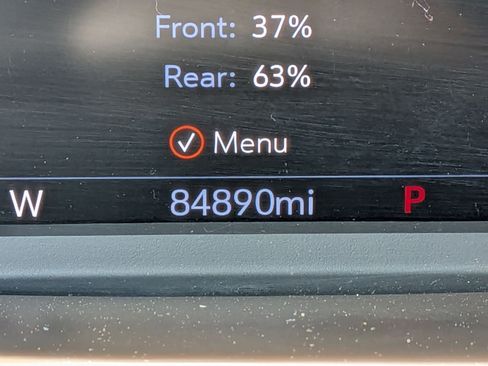 Front: 37%
Rear: 63%
Menu
W 84890mi P